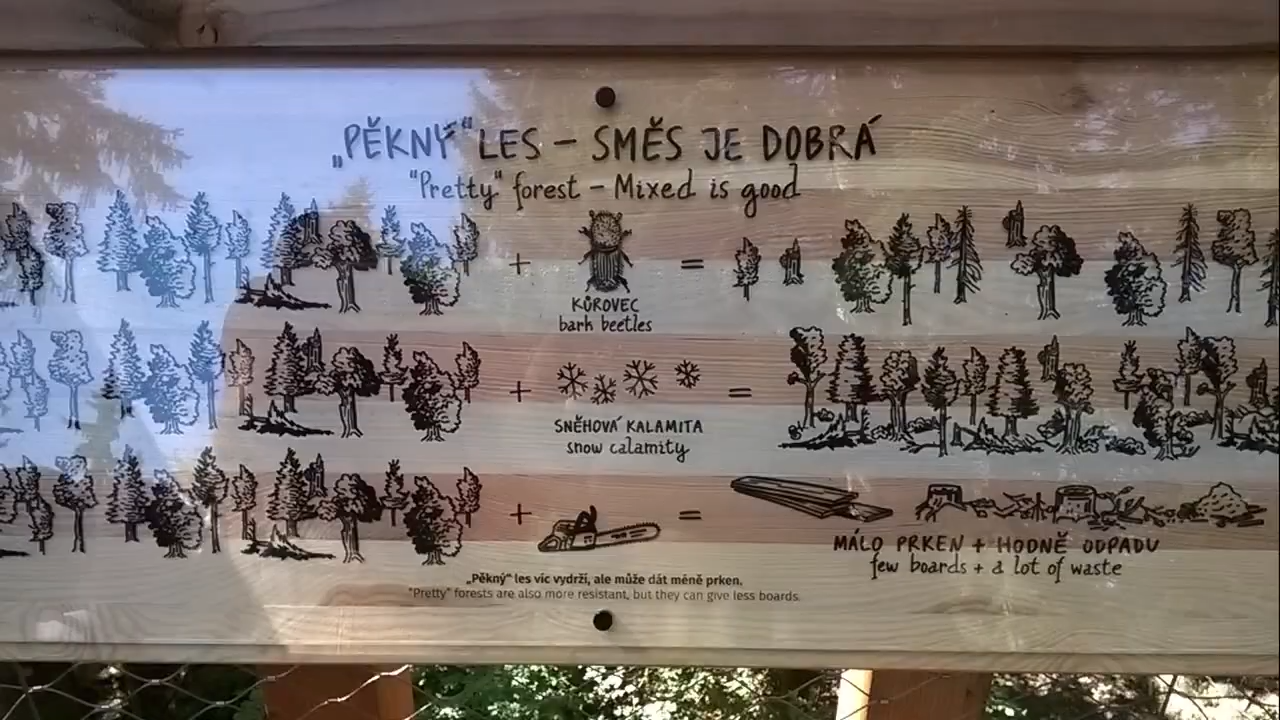 „PĚKNÝ“ LES – SMĚS JE DOBRÁ
"Pretty" forest – Mixed is good
+
=
KŮROVEC
bark beetles
+
=
SNĚHOVÁ KALAMITA
snow calamity
+
=
MÁLO PRKEN + HODNĚ ODPADU
few boards + a lot of waste
„Pěkný“ les víc vydrží, ale může dát méně prken.
"Pretty" forests are also more resistant, but they can give less boards.